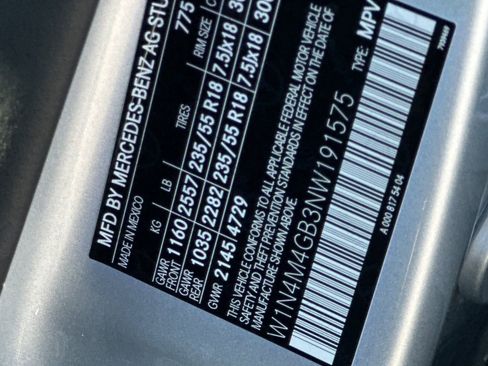 MFD BY MERCEDES-BENZ AG STU
MADE IN MEXICO 775
KG LB TIRES RIM SIZE
GAWR FRONT 1160 2557 235/55 R18 7.5Jx18
GAWR REAR 1035 2282 235/55 R18 7.5Jx18 300
GVWR 2145 4729
THIS VEHICLE CONFORMS TO ALL APPLICABLE FEDERAL MOTOR VEHICLE
SAFETY AND THEFT PREVENTION STANDARDS IN EFFECT ON THE DATE OF
MANUFACTURE SHOWN ABOVE.
W1N4M4GB3NW191575 TYPE: MPV
A 000 817 54 04